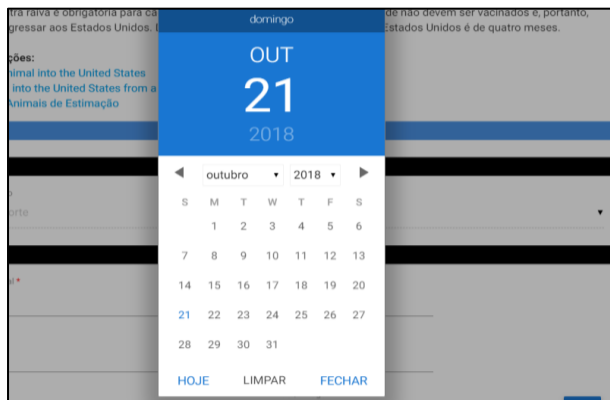 domingo
tra raiva é obrigatória para ca de não devem ser vacinados e, portanto,
gressar aos Estados Unidos. Estados Unidos é de quatro meses.
ções:
nimal into the United States
into the United States from a
Animais de Estimação
OUT
21
2018
outubro 2018
S M T W T F S
1 2 3 4 5 6
7 8 9 10 11 12 13
14 15 16 17 18 19 20
21 22 23 24 25 26 27
28 29 30 31
HOJE LIMPAR FECHAR
orte
al *